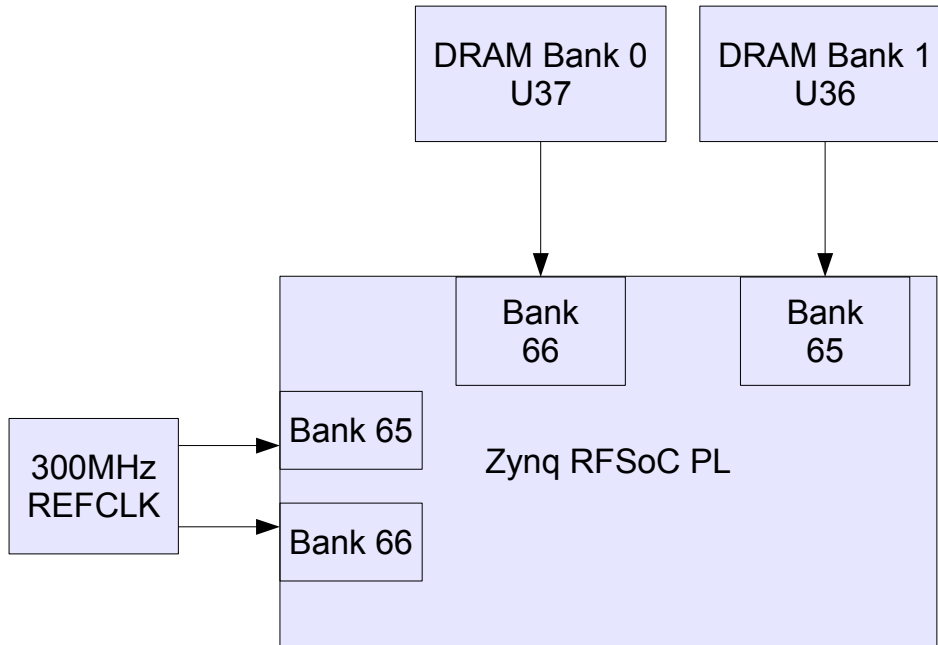 DRAM Bank 0
U37
DRAM Bank 1
U36
Bank
66
Bank
65
Bank 65
300MHz
REFCLK
Zynq RFSoC PL
Bank 66